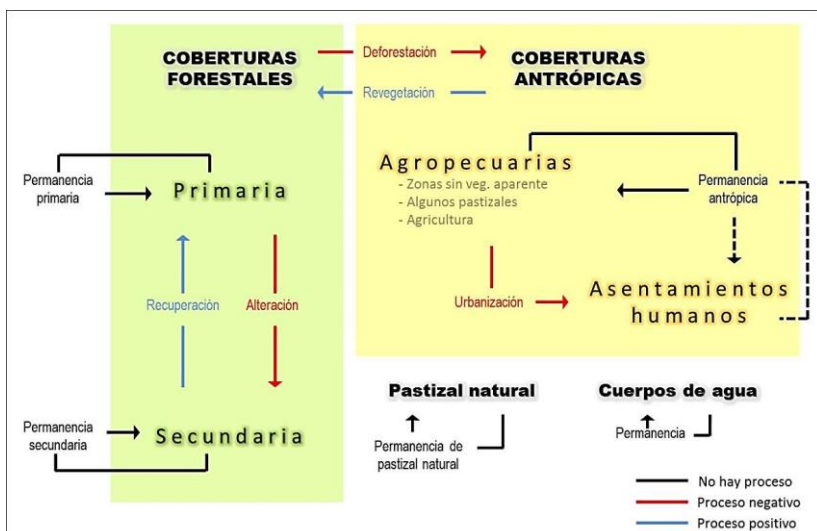 COBERTURAS
FORESTALES
Deforestación
Revegetación
COBERTURAS
ANTRÓPICAS
Permanencia
primaria
Primaria
Recuperación
Alteración
Permanencia
secundaria
Secundaria
Agropecuarias
- Zonas sin veg. aparente
- Algunos pastizales
- Agricultura
Permanencia
antrópica
Urbanización
Asentamientos
humanos
Pastizal natural
Permanencia de
pastizal natural
Cuerpos de agua
Permanencia
No hay proceso
Proceso negativo
Proceso positivo